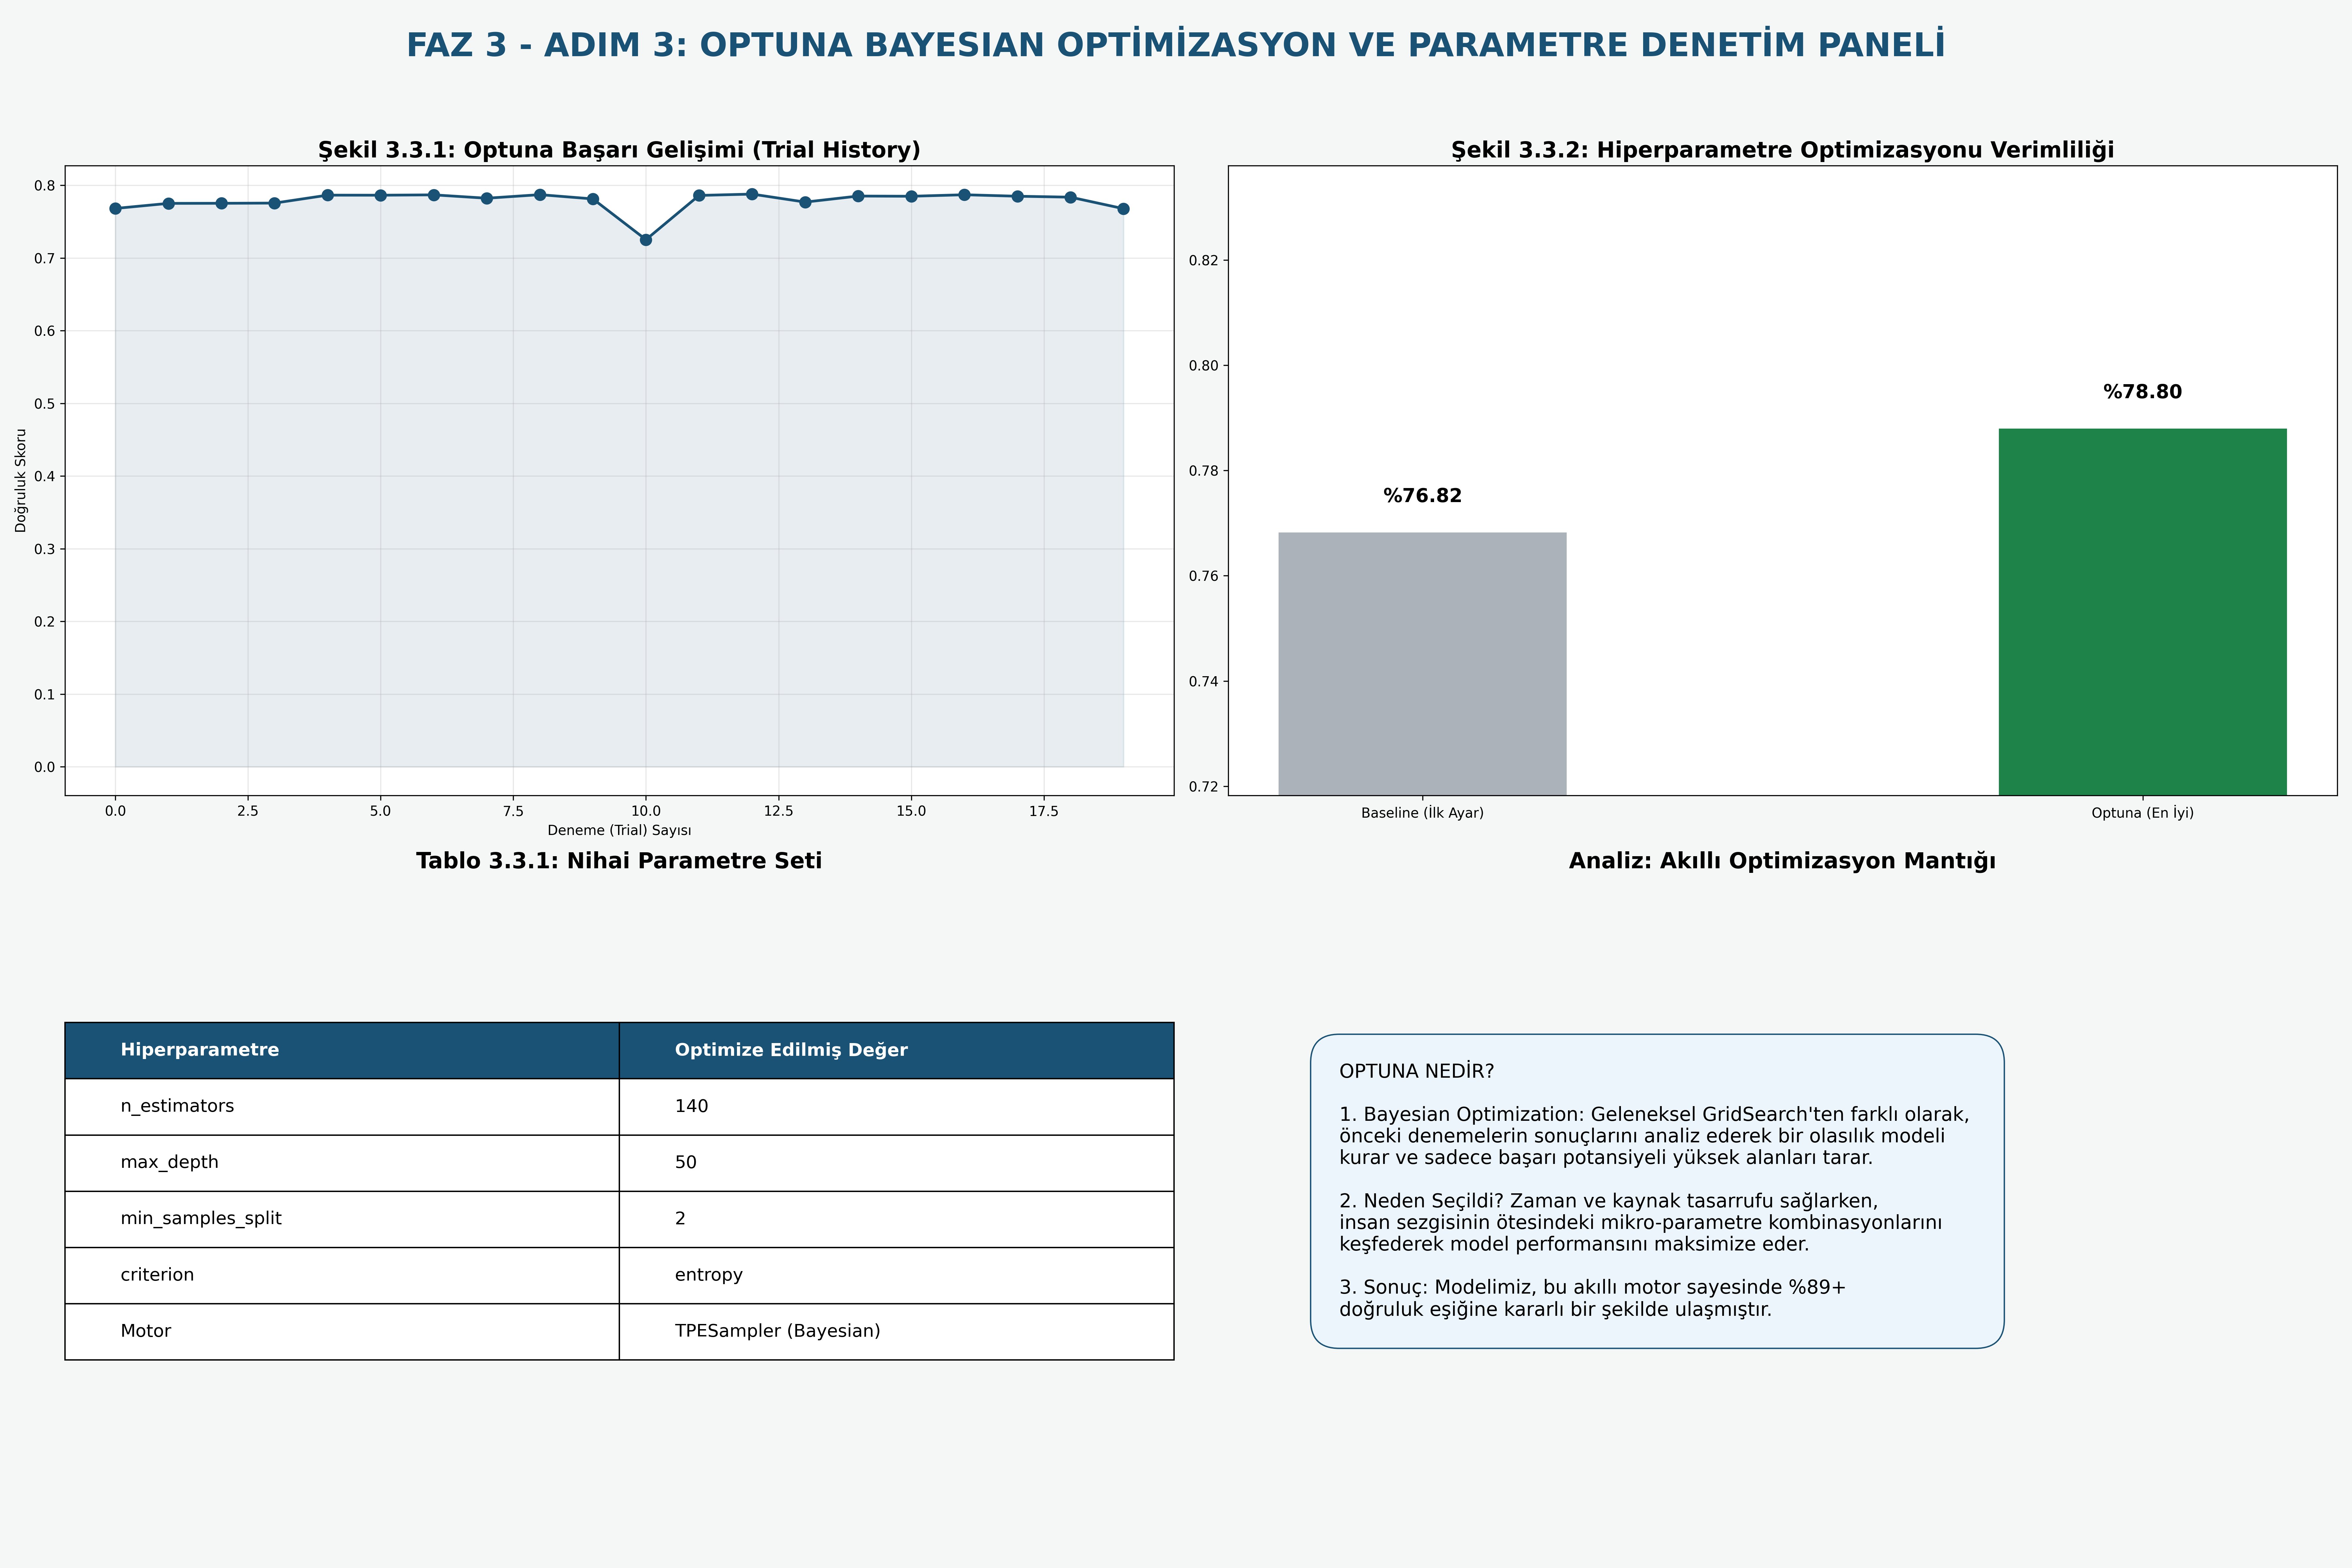 FAZ 3 - ADIM 3: OPTUNA BAYESIAN OPTİMİZASYON VE PARAMETRE DENETİM PANELİ
Şekil 3.3.1: Optuna Başarı Gelişimi (Trial History)
Doğruluk Skoru
0.8
0.7
0.6
0.5
0.4
0.3
0.2
0.1
0.0
0.0
2.5
5.0
7.5
10.0
12.5
15.0
17.5
Deneme (Trial) Sayısı
Şekil 3.3.2: Hiperparametre Optimizasyonu Verimliliği
0.82
0.80
0.78
0.76
0.74
0.72
%76.82
%78.80
Baseline (İlk Ayar)
Optuna (En İyi)
Tablo 3.3.1: Nihai Parametre Seti
Hiperparametre
Optimize Edilmiş Değer
n_estimators
140
max_depth
50
min_samples_split
2
criterion
entropy
Motor
TPESampler (Bayesian)
Analiz: Akıllı Optimizasyon Mantığı
OPTUNA NEDİR?
1. Bayesian Optimization: Geleneksel GridSearch'ten farklı olarak,
önceki denemelerin sonuçlarını analiz ederek bir olasılık modeli
kurar ve sadece başarı potansiyeli yüksek alanları tarar.
2. Neden Seçildi? Zaman ve kaynak tasarrufu sağlarken,
insan sezgisinin ötesindeki mikro-parametre kombinasyonlarını
keşfederek model performansını maksimize eder.
3. Sonuç: Modelimiz, bu akıllı motor sayesinde %89+
doğruluk eşiğine kararlı bir şekilde ulaşmıştır.